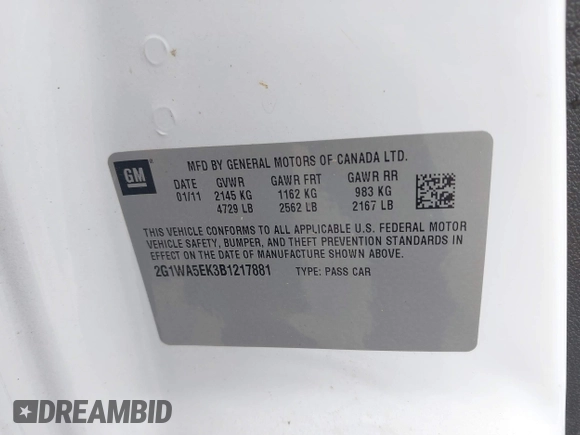 GM
MFD BY GENERAL MOTORS OF CANADA LTD.
DATE GVWR GAWR FRT GAWR RR
01/11 2145 KG 1162 KG 983 KG
4729 LB 2562 LB 2167 LB
THIS VEHICLE CONFORMS TO ALL APPLICABLE U.S. FEDERAL MOTOR
VEHICLE SAFETY, BUMPER, AND THEFT PREVENTION STANDARDS IN
EFFECT ON THE DATE OF MANUFACTURE SHOWN ABOVE.
2G1WA5EK3B1217881 TYPE: PASS CAR
DREAMBID